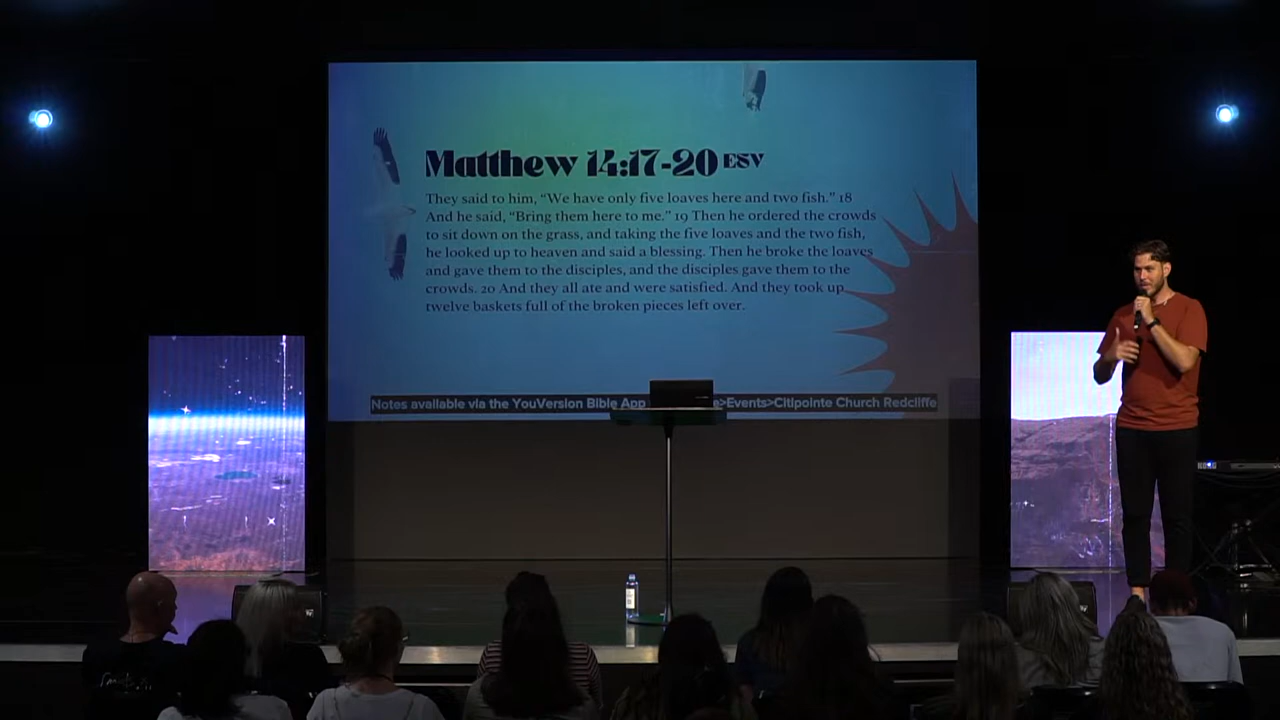 Matthew 14:17-20 ESV
They said to him, “We have only five loaves here and two fish.” 18
And he said, “Bring them here to me.” 19 Then he ordered the crowds
to sit down on the grass, and taking the five loaves and the two fish,
he looked up to heaven and said a blessing. Then he broke the loaves
and gave them to the disciples, and the disciples gave them to the
crowds. 20 And they all ate and were satisfied. And they took up
twelve baskets full of the broken pieces left over.
Notes available via the YouVersion Bible App >Events>Citipointe Church Redcliffe